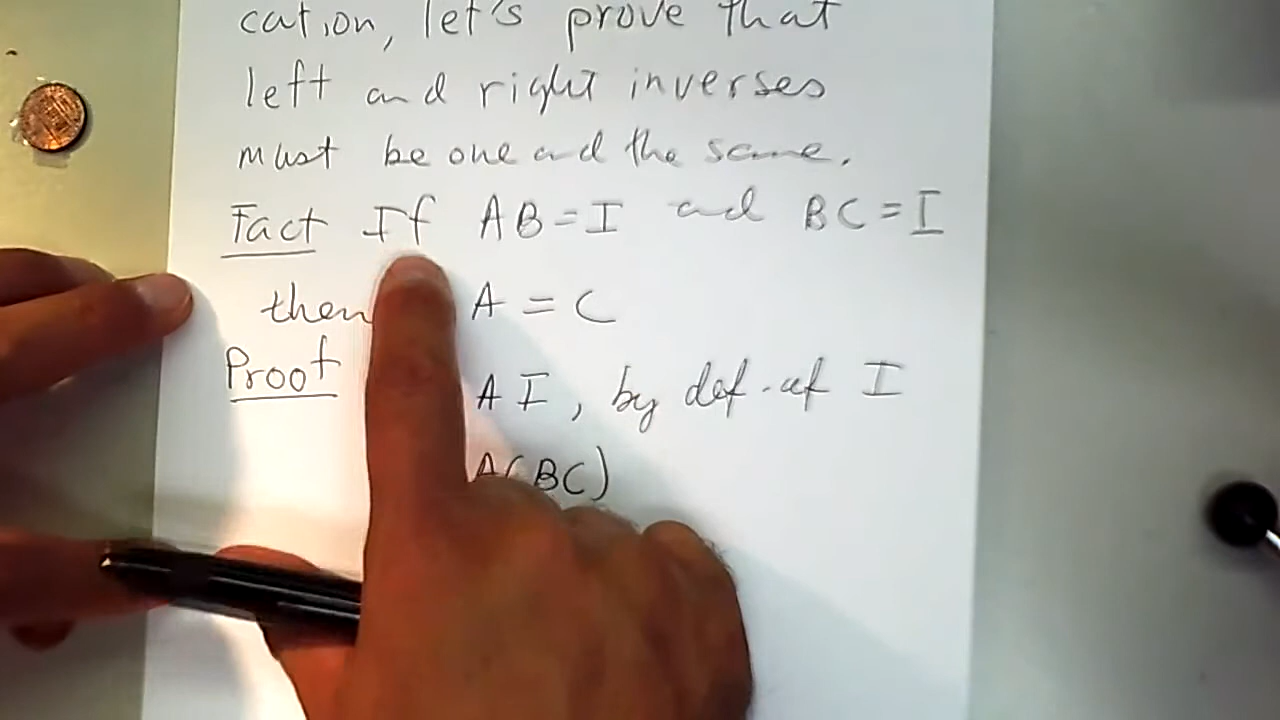 cation, let's prove that
left and right inverses
must be one and the same.
Fact If AB = I and BC = I
then A = C
Proof AI, by def. of I
A(BC)